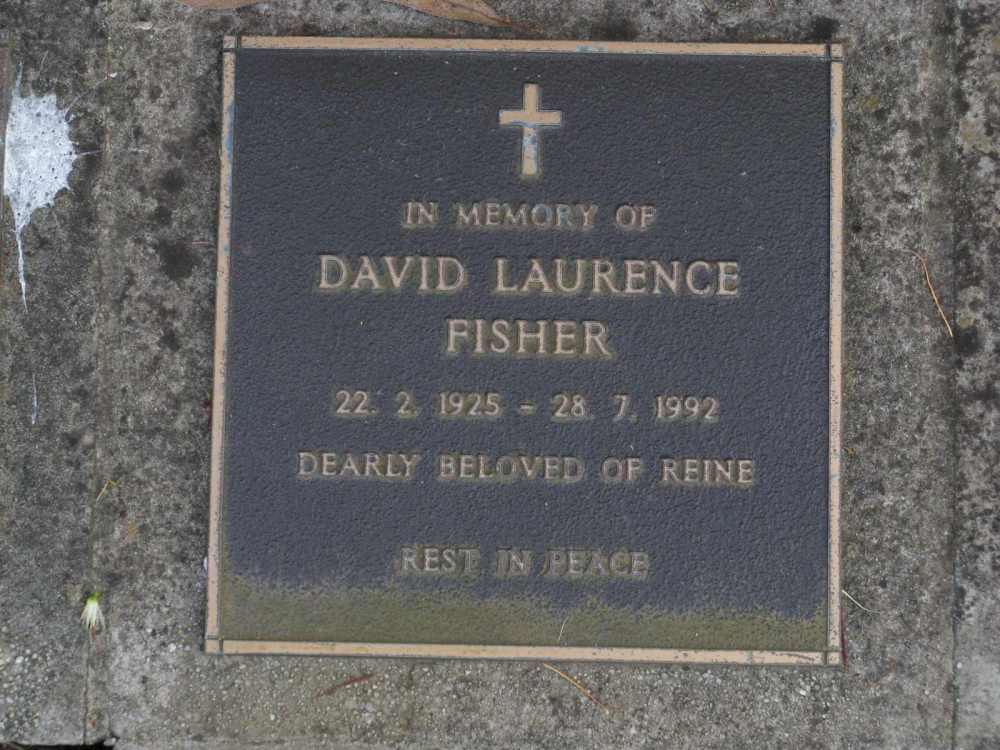 IN MEMORY OF
DAVID LAURENCE
FISHER
22. 2. 1925 - 28. 7. 1992
DEARLY BELOVED OF REINE
REST IN PEACE